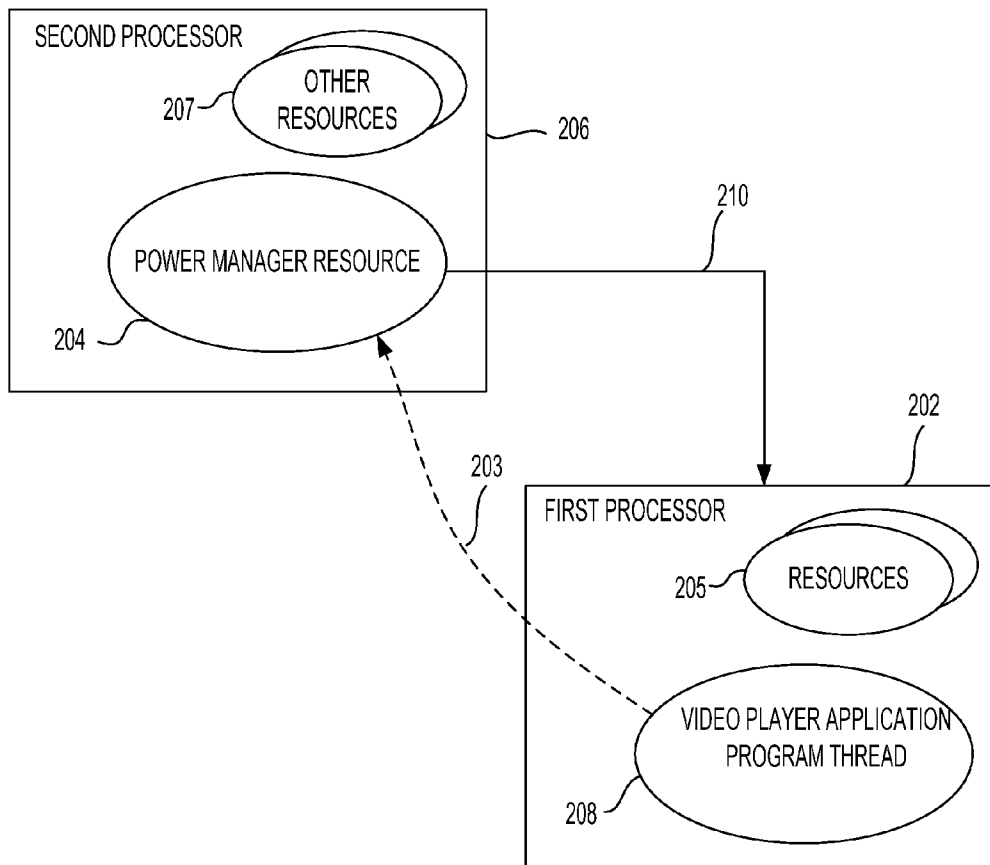 SECOND PROCESSOR
OTHER
RESOURCES
207
206
POWER MANAGER RESOURCE
204
210
203
202
FIRST PROCESSOR
RESOURCES
205
VIDEO PLAYER APPLICATION
PROGRAM THREAD
208